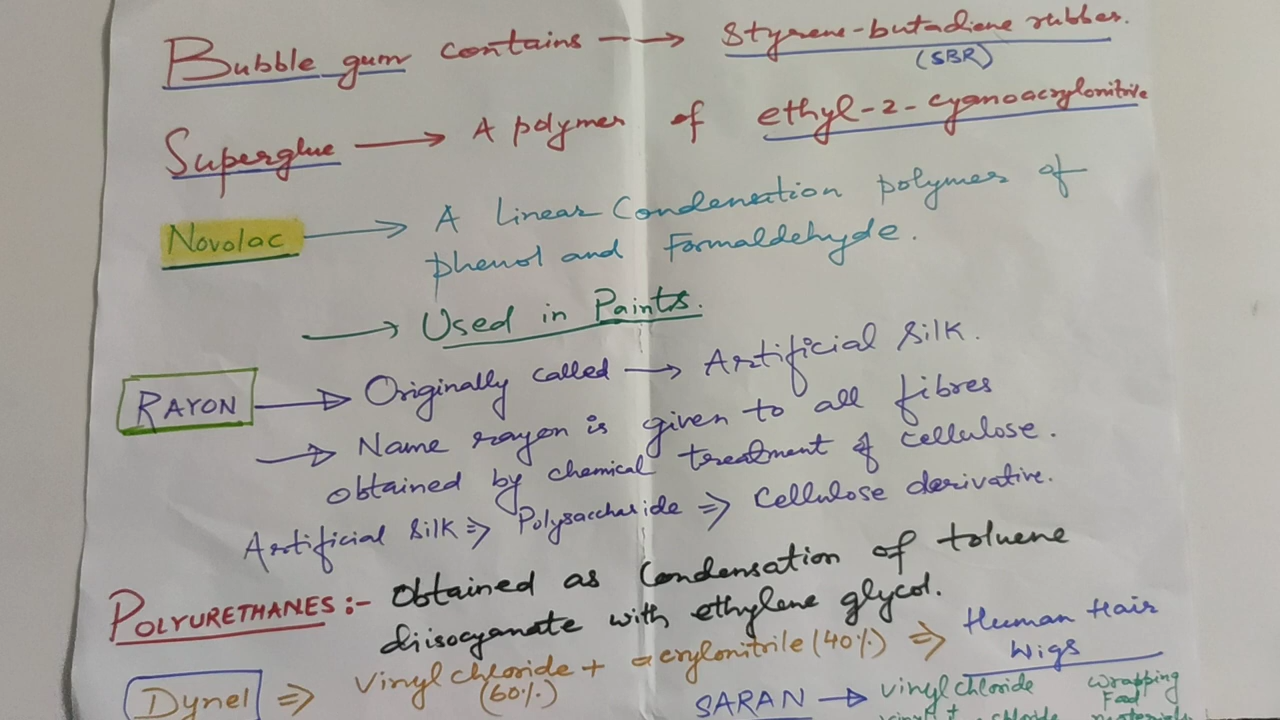 Bubble gum contains → Styrene-butadiene rubber.
(SBR)
Superglue → A polymer of ethyl-2-cyanoacrylonitrile
Novolac → A Linear Condensation polymer of
phenol and Formaldehyde.
→ Used in Paints.
RAYON → Originally called → Artificial Silk.
→ Name rayon is given to all fibres
obtained by chemical treatment of cellulose.
Artificial Silk ⇒ Polysaccharide ⇒ Cellulose derivative.
POLYURETHANES:- Obtained as Condensation of toluene
diisocyanate with ethylene glycol.
Dynel ⇒ Vinyl chloride + acrylonitrile (40%) ⇒ Human Hair
(60%) Wigs
SARAN → vinyl chloride Wrapping
Food
chloride materials